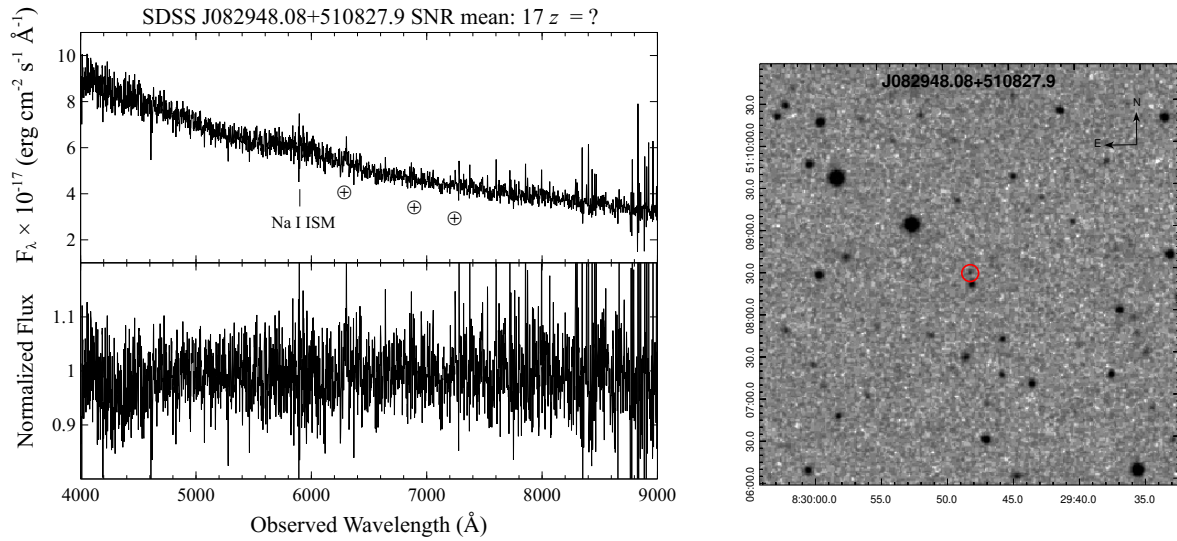 SDSS J082948.08+510827.9 SNR mean: 17 z = ?
F_λ × 10^-17 (erg cm^-2 s^-1 Å^-1)
10
8
6
4
2
Na I ISM
Normalized Flux
1.1
1
0.9
4000 5000 6000 7000 8000 9000
Observed Wavelength (Å)
J082948.08+510827.9
N
E
30.0
51:10:00.0
30.0
09:00.0
30.0
08:00.0
30.0
07:00.0
30.0
06:00.0
8:30:00.0 55.0 50.0 45.0 29:40.0 35.0